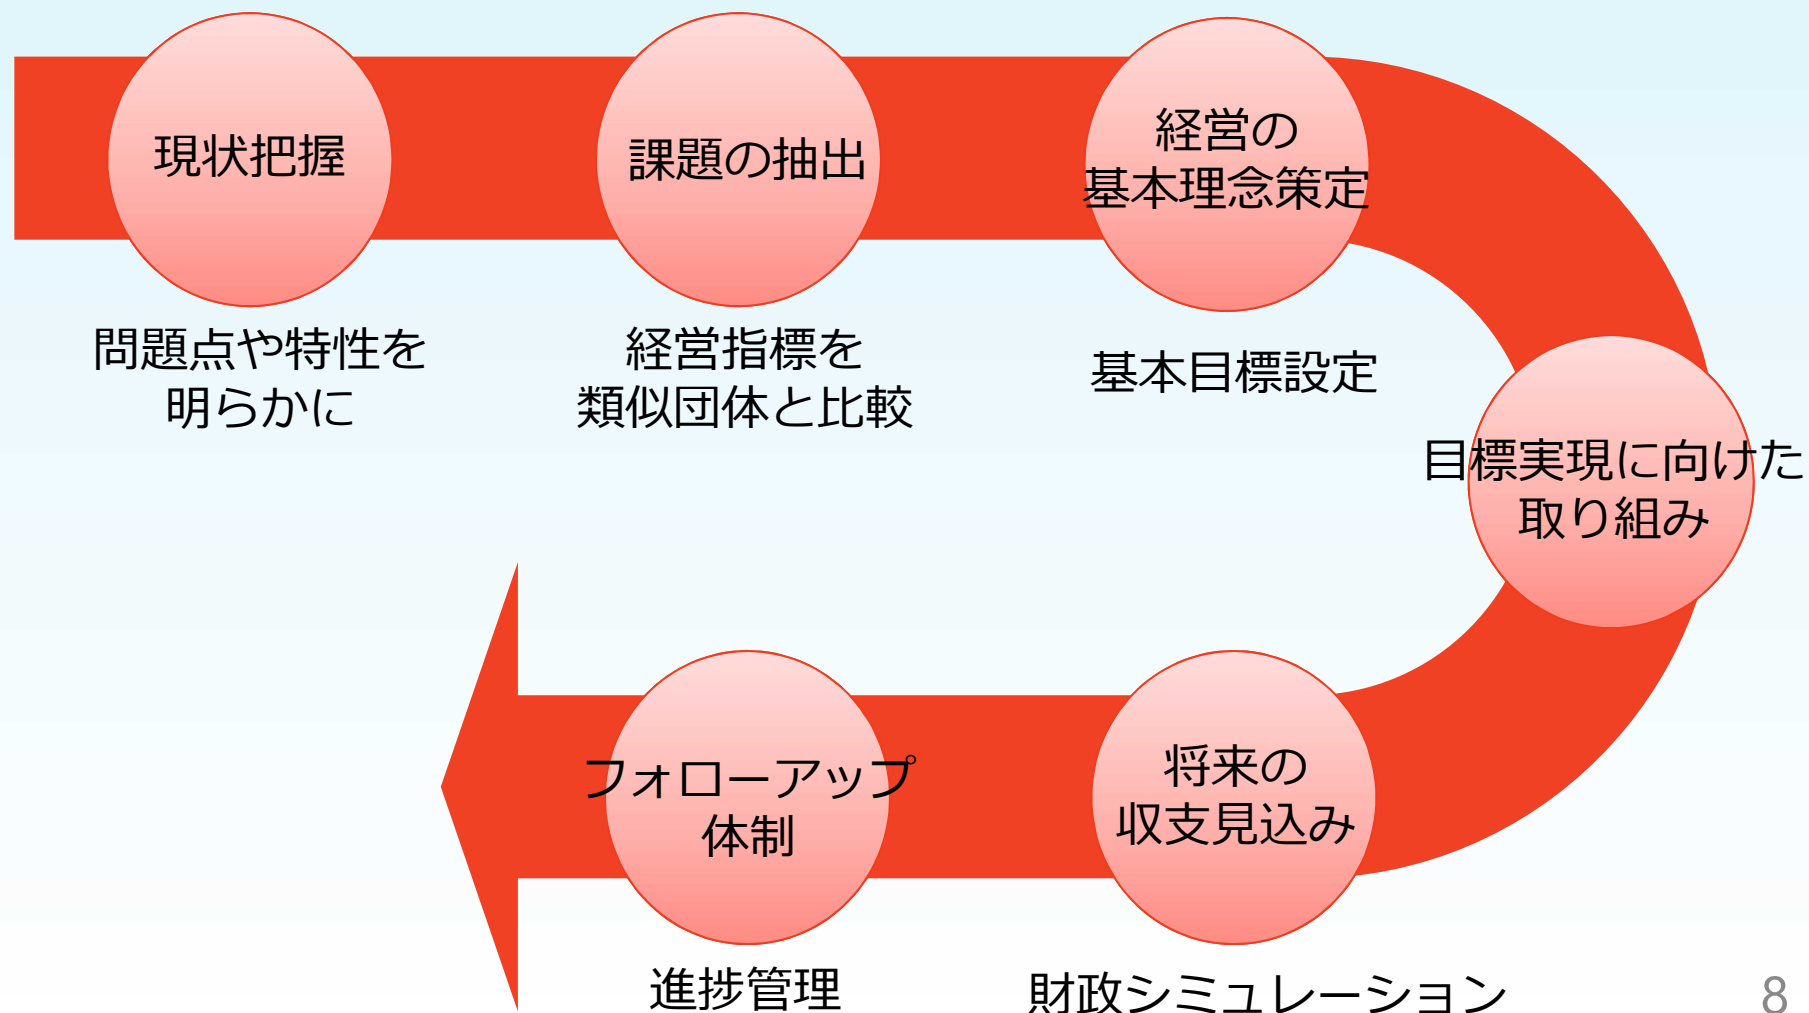 現状把握
問題点や特性を
明らかに
課題の抽出
経営指標を
類似団体と比較
経営の
基本理念策定
基本目標設定
目標実現に向けた
取り組み
将来の
収支見込み
財政シミュレーション
フォローアップ
体制
進捗管理
8